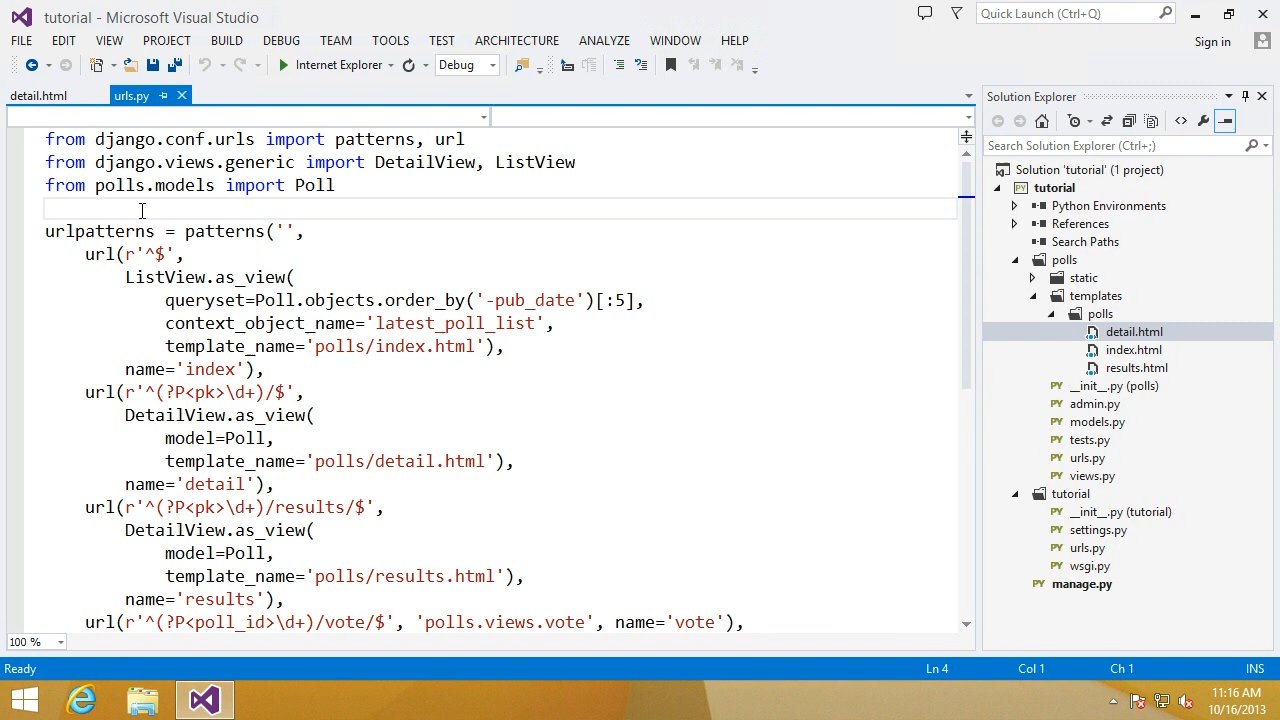 tutorial - Microsoft Visual Studio
Quick Launch (Ctrl+Q)
FILE EDIT VIEW PROJECT BUILD DEBUG TEAM TOOLS TEST ARCHITECTURE ANALYZE WINDOW HELP
Sign in
Internet Explorer
Debug
detail.html
urls.py
from django.conf.urls import patterns, url
from django.views.generic import DetailView, ListView
from polls.models import Poll
urlpatterns = patterns('',
url(r'^$',
ListView.as_view(
queryset=Poll.objects.order_by('-pub_date')[:5],
context_object_name='latest_poll_list',
template_name='polls/index.html'),
name='index'),
url(r'^(?P<pk>\d+)/$',
DetailView.as_view(
model=Poll,
template_name='polls/detail.html'),
name='detail'),
url(r'^(?P<pk>\d+)/results/$',
DetailView.as_view(
model=Poll,
template_name='polls/results.html'),
name='results'),
url(r'^(?P<poll_id>\d+)/vote/$', 'polls.views.vote', name='vote'),
100 %
Solution Explorer
Search Solution Explorer (Ctrl+;)
Solution 'tutorial' (1 project)
tutorial
Python Environments
References
Search Paths
polls
static
templates
polls
detail.html
index.html
results.html
__init__.py (polls)
admin.py
models.py
tests.py
urls.py
views.py
tutorial
__init__.py (tutorial)
settings.py
urls.py
wsgi.py
manage.py
Ready
Ln 4
Col 1
Ch 1
INS
11:16 AM
10/16/2013